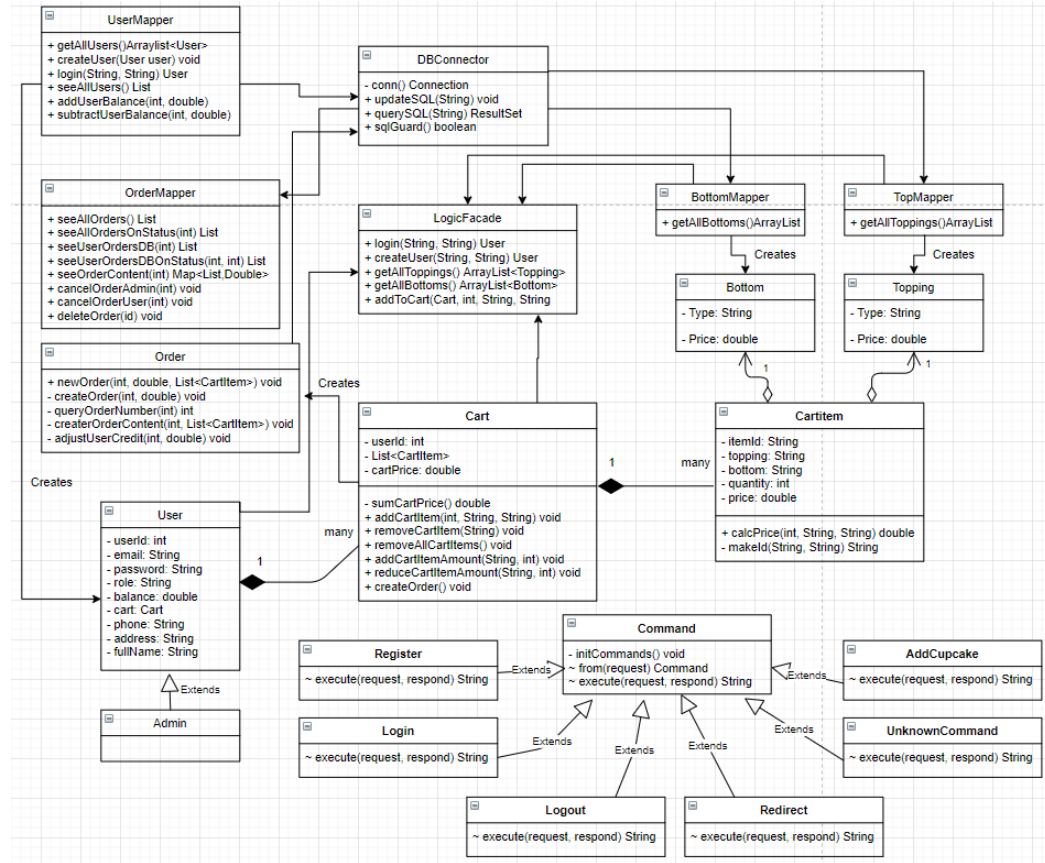 UserMapper
+ getAllUsers()Arraylist<User>
+ createUser(User user) void
+ login(String, String) User
+ seeAllUsers() List
+ addUserBalance(int, double)
+ subtractUserBalance(int, double)
DBConnector
- conn() Connection
+ updateSQL(String) void
+ querySQL(String) ResultSet
+ sqlGuard() boolean
OrderMapper
+ seeAllOrders() List
+ seeAllOrdersOnStatus(int) List
+ seeUserOrdersDB(int) List
+ seeUserOrdersDBOnStatus(int, int) List
+ seeOrderContent(int) Map<List,Double>
+ cancelOrderAdmin(int) void
+ cancelOrderUser(int) void
+ deleteOrder(id) void
LogicFacade
+ login(String, String) User
+ createUser(String, String) User
+ getAllToppings() ArrayList<Topping>
+ getAllBottoms() ArrayList<Bottom>
+ addToCart(Cart, int, String, String
BottomMapper
+ getAllBottoms()ArrayList
TopMapper
+ getAllToppings()ArrayList
Creates
Creates
Bottom
- Type: String
- Price: double
Topping
- Type: String
- Price: double
1
1
Order
+ newOrder(int, double, List<CartItem>) void
- createOrder(int, double) void
- queryOrderNumber(int) int
- createrOrderContent(int, List<CartItem>) void
- adjustUserCredit(int, double) void
Creates
Cart
- userId: int
- List<CartItem>
- cartPrice: double
- sumCartPrice() double
+ addCartItem(int, String, String) void
+ removeCartItem(String) void
+ removeAllCartItems() void
+ addCartItemAmount(String, int) void
+ reduceCartItemAmount(String, int) void
+ createOrder() void
1
many
Cartitem
- itemId: String
- topping: String
- bottom: String
- quantity: int
- price: double
+ calcPrice(int, String, String) double
- makeId(String, String) String
Creates
User
- userId: int
- email: String
- password: String
- role: String
- balance: double
- cart: Cart
- phone: String
- address: String
- fullName: String
1
many
Extends
Admin
Command
- initCommands() void
~ from(request) Command
~ execute(request, respond) String
Register
~ execute(request, respond) String
Extends
AddCupcake
~ execute(request, respond) String
Extends
Login
~ execute(request, respond) String
Extends
Extends
Extends
Extends
UnknownCommand
~ execute(request, respond) String
Logout
~ execute(request, respond) String
Redirect
~ execute(request, respond) String